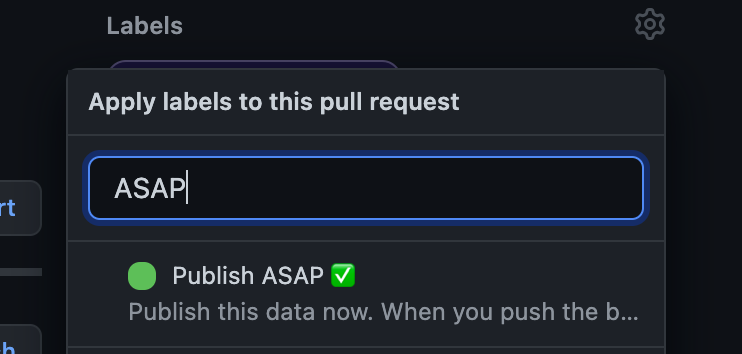 Labels
Apply labels to this pull request
ASAP
rt
Publish ASAP ✅
Publish this data now. When you push the b...
ch